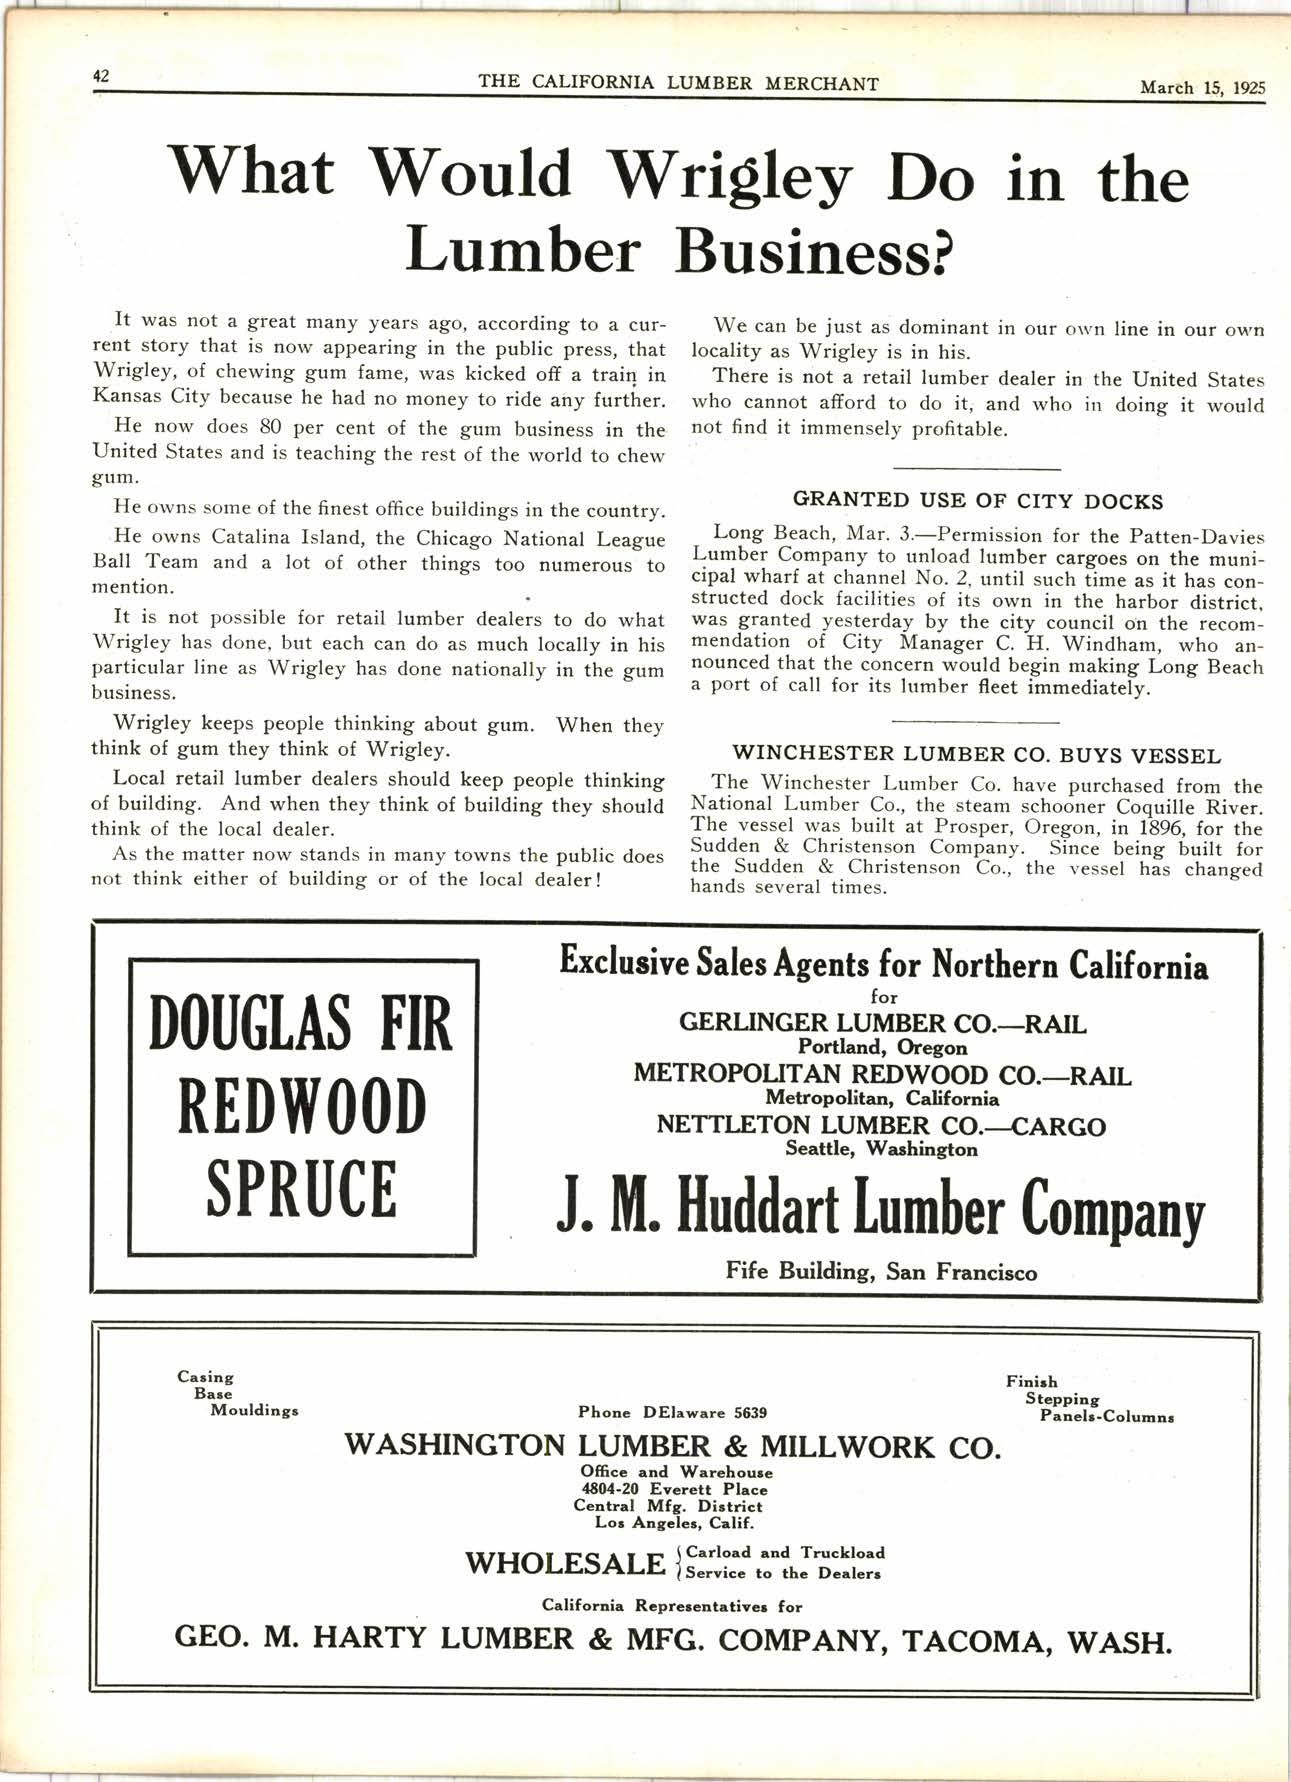 42
THE CALIFORNIA LUMBER MERCHANT
March 15, 1925
What Would Wrigley Do in the
Lumber Business?
It was not a great many years ago, according to a cur-
rent story that is now appearing in the public press, that
Wrigley, of chewing gum fame, was kicked off a train in
Kansas City because he had no money to ride any further.
He now does 80 per cent of the gum business in the
United States and is teaching the rest of the world to chew
gum.
He owns some of the finest office buildings in the country.
He owns Catalina Island, the Chicago National League
Ball Team and a lot of other things too numerous to
mention.
It is not possible for retail lumber dealers to do what
Wrigley has done, but each can do as much locally in his
particular line as Wrigley has done nationally in the gum
business.
Wrigley keeps people thinking about gum. When they
think of gum they think of Wrigley.
Local retail lumber dealers should keep people thinking
of building. And when they think of building they should
think of the local dealer.
As the matter now stands in many towns the public does
not think either of building or of the local dealer!
We can be just as dominant in our own line in our own
locality as Wrigley is in his.
There is not a retail lumber dealer in the United States
who cannot afford to do it, and who in doing it would
not find it immensely profitable.
GRANTED USE OF CITY DOCKS
Long Beach, Mar. 3.—Permission for the Patten-Davies
Lumber Company to unload lumber cargoes on the muni-
cipal wharf at channel No. 2, until such time as it has con-
structed dock facilities of its own in the harbor district,
was granted yesterday by the city council on the recom-
mendation of City Manager C. H. Windham, who an-
nounced that the concern would begin making Long Beach
a port of call for its lumber fleet immediately.
WINCHESTER LUMBER CO. BUYS VESSEL
The Winchester Lumber Co. have purchased from the
National Lumber Co., the steam schooner Coquille River.
The vessel was built at Prosper, Oregon, in 1896, for the
Sudden & Christenson Company. Since being built for
the Sudden & Christenson Co., the vessel has changed
hands several times.
DOUGLAS FIR
REDWOOD
SPRUCE
Exclusive Sales Agents for Northern California
for
GERLINGER LUMBER CO.—RAIL
Portland, Oregon
METROPOLITAN REDWOOD CO.—RAIL
Metropolitan, California
NETTLETON LUMBER CO.—CARGO
Seattle, Washington
J. M. Huddart Lumber Company
Fife Building, San Francisco
Casing
Base
Mouldings
Finish
Stepping
Panels-Columns
Phone DElaware 5639
WASHINGTON LUMBER & MILLWORK CO.
Office and Warehouse
4804-20 Everett Place
Central Mfg. District
Los Angeles, Calif.
WHOLESALE { Carload and Truckload
Service to the Dealers
California Representatives for
GEO. M. HARTY LUMBER & MFG. COMPANY, TACOMA, WASH.